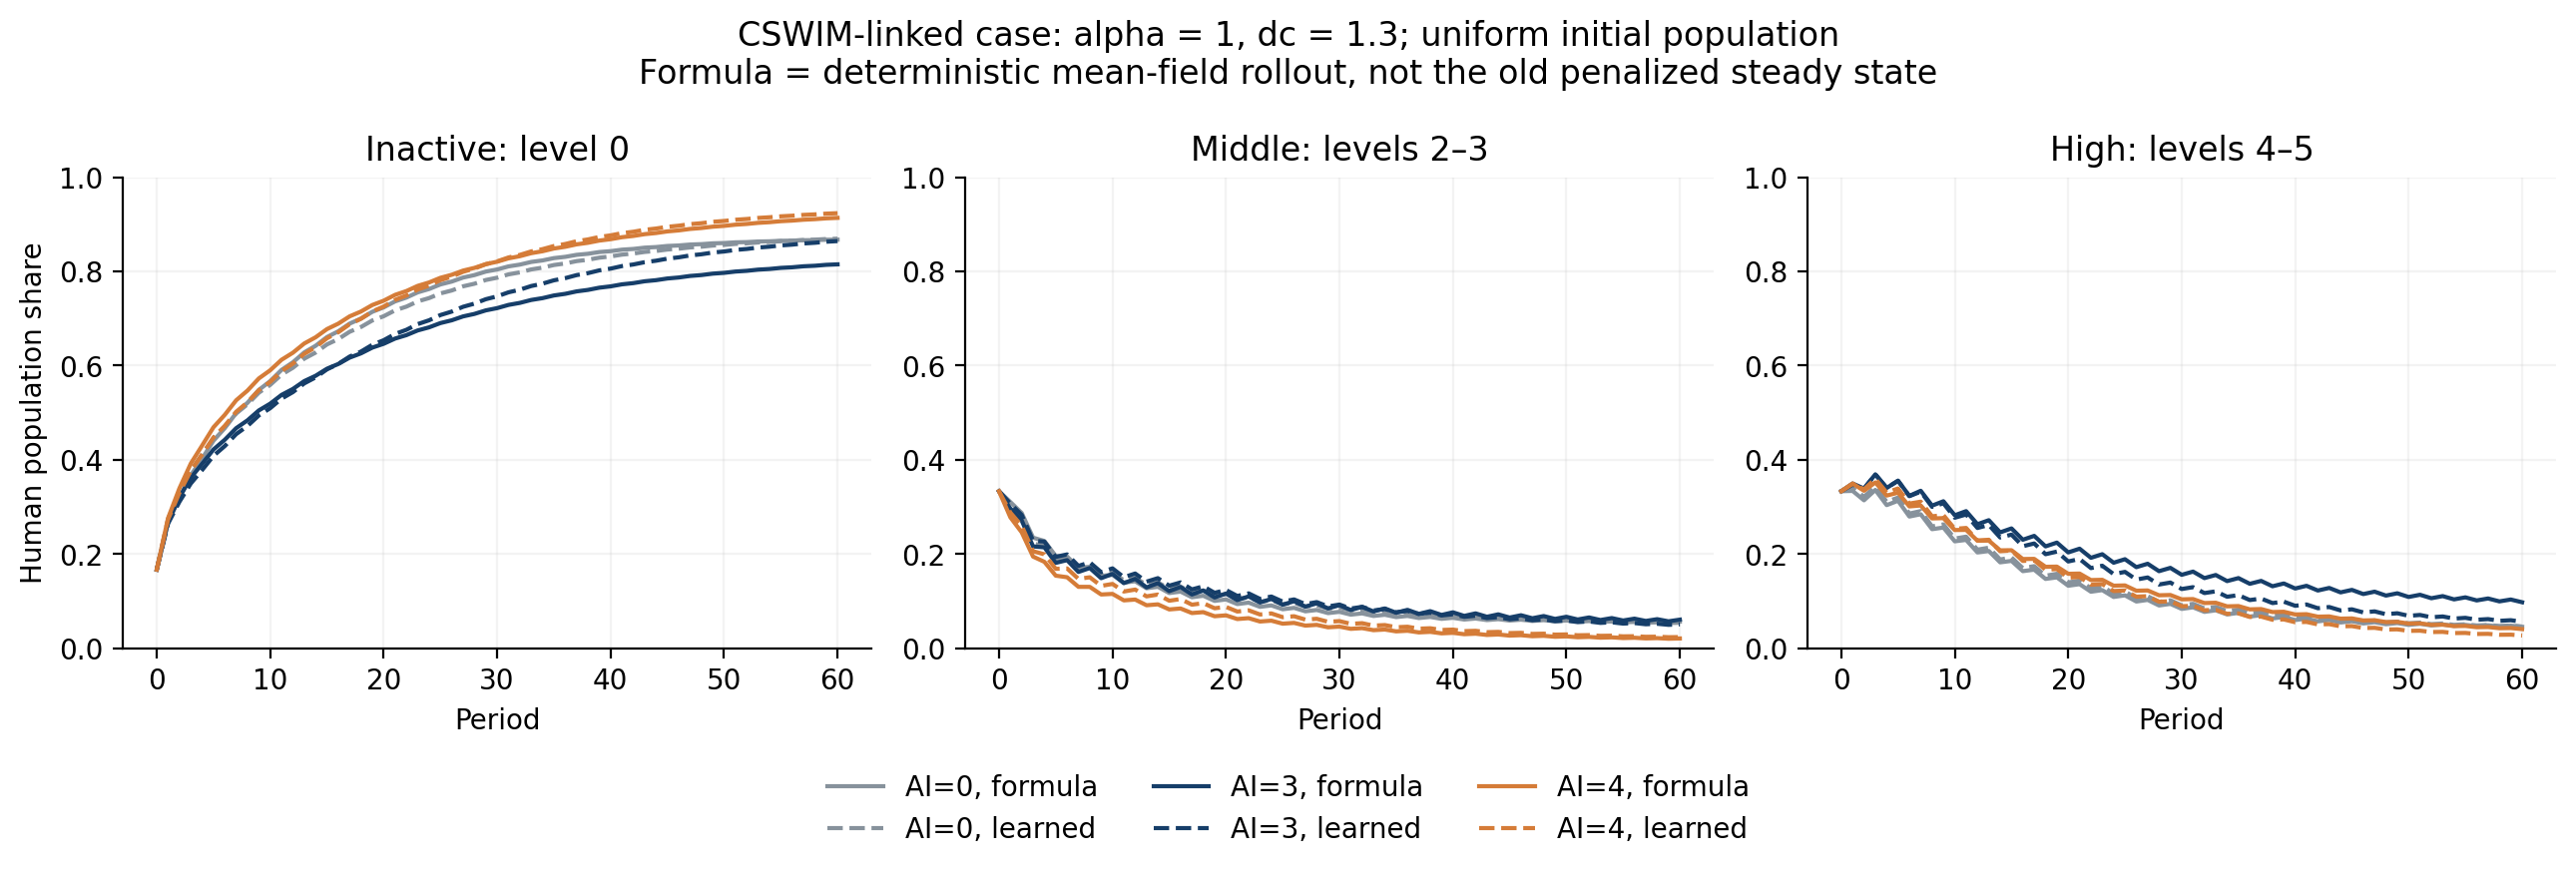 CSWIM-linked case: alpha = 1, dc = 1.3; uniform initial population
Formula = deterministic mean-field rollout, not the old penalized steady state
Inactive: level 0
Human population share
1.0
0.8
0.6
0.4
0.2
0.0
0 10 20 30 40 50 60
Period
Middle: levels 2–3
1.0
0.8
0.6
0.4
0.2
0.0
0 10 20 30 40 50 60
Period
High: levels 4–5
1.0
0.8
0.6
0.4
0.2
0.0
0 10 20 30 40 50 60
Period
AI=0, formula
AI=0, learned
AI=3, formula
AI=3, learned
AI=4, formula
AI=4, learned